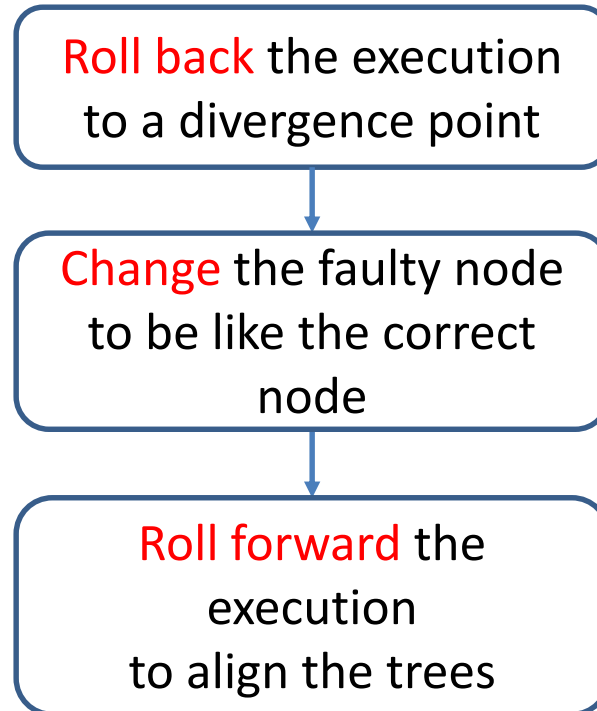 Roll back the execution
to a divergence point
Change the faulty node
to be like the correct
node
Roll forward the
execution
to align the trees